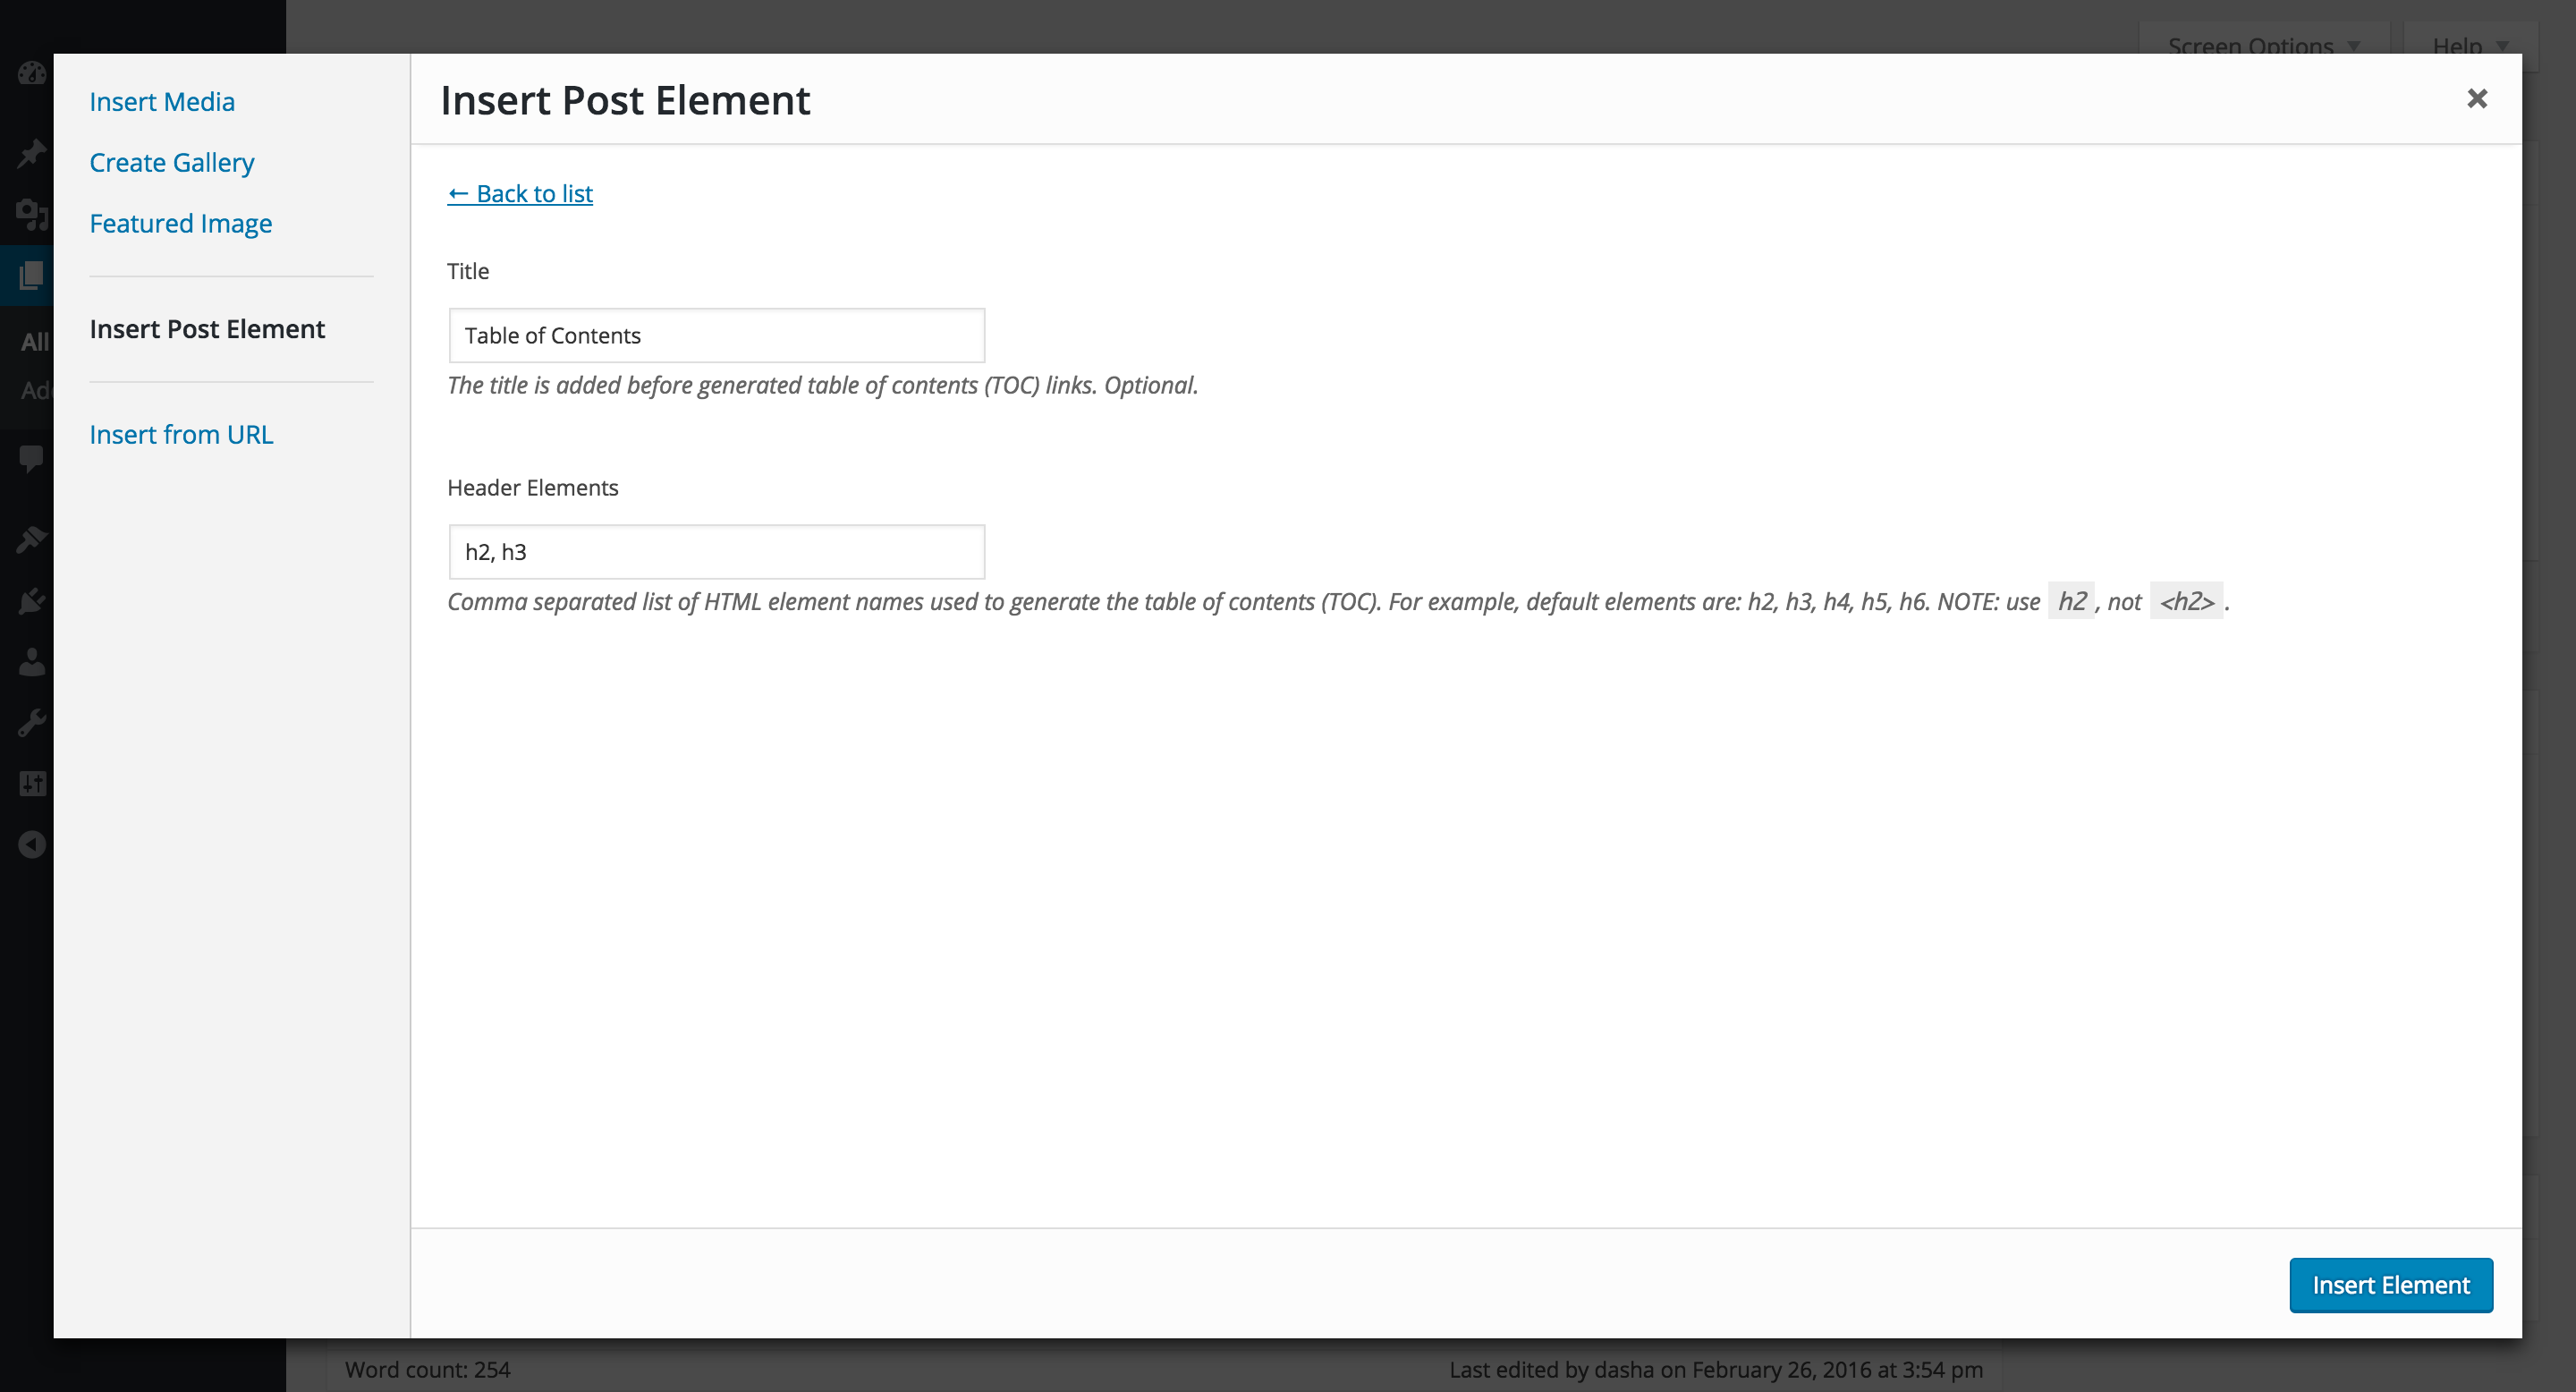 Screen Options
Help
Insert Media
Create Gallery
Featured Image
Insert Post Element
Insert from URL
All
Insert Post Element
← Back to list
Title
Table of Contents
The title is added before generated table of contents (TOC) links. Optional.
Header Elements
h2, h3
Comma separated list of HTML element names used to generate the table of contents (TOC). For example, default elements are: h2, h3, h4, h5, h6. NOTE: use h2, not <h2>.
Insert Element
Word count: 254
Last edited by dasha on February 26, 2016 at 3:54 pm